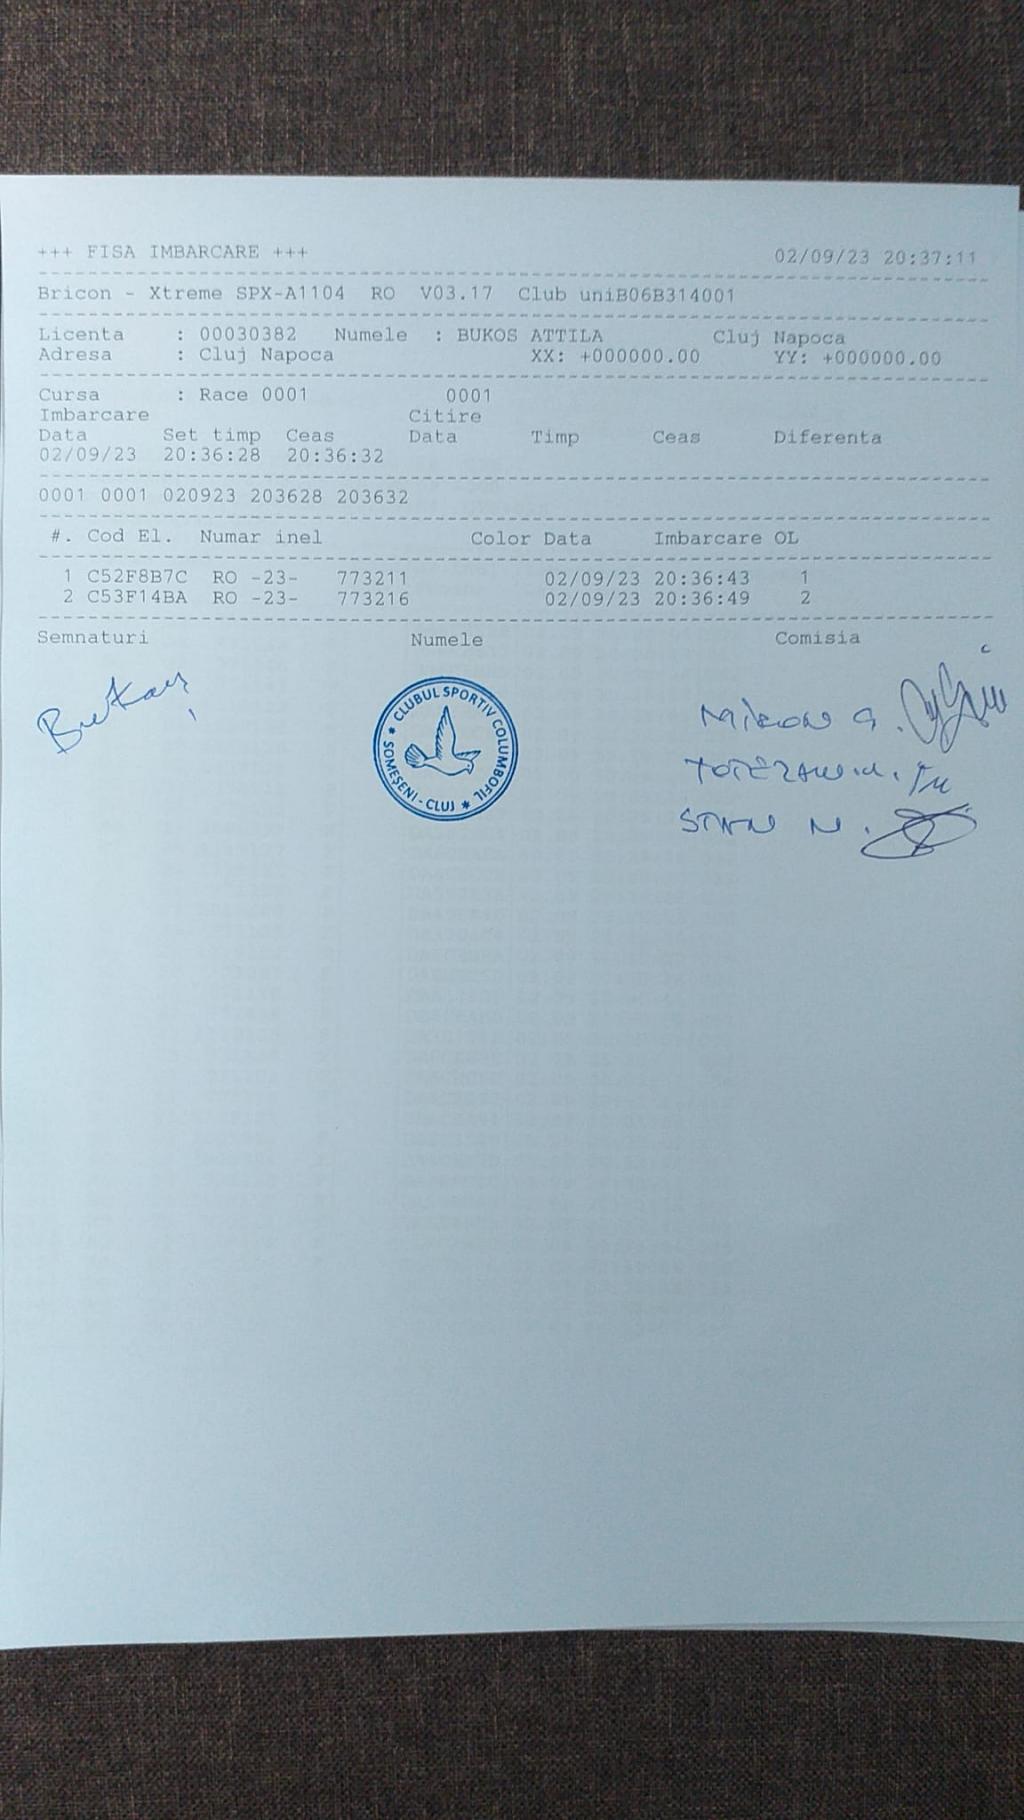 +++ FISA IMBARCARE +++ 02/09/23 20:37:11
Bricon - Xtreme SPX-A1104 RO V03.17 Club uniB06B314001
Licenta : 00030382 Numele : BUKOS ATTILA Cluj Napoca
Adresa : Cluj Napoca XX: +000000.00 YY: +000000.00
Cursa : Race 0001 0001
Imbarcare Citire
Data Set timp Ceas Data Timp Ceas Diferenta
02/09/23 20:36:28 20:36:32
0001 0001 020923 203628 203632
#. Cod El. Numar inel Color Data Imbarcare OL
1 C52F8B7C RO -23- 773211 02/09/23 20:36:43 1
2 C53F14BA RO -23- 773216 02/09/23 20:36:49 2
Semnaturi Numele Comisia
CLUBUL SPORTIV COLUMBOFIL
SOMEȘENI - CLUJ
STAN N.